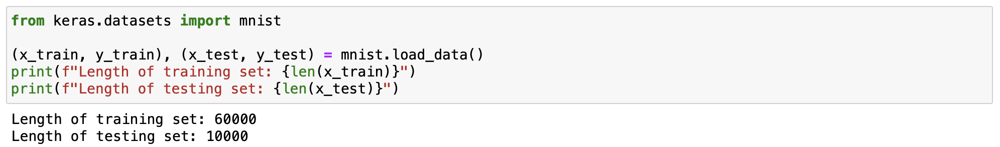 from keras.datasets import mnist
(x_train, y_train), (x_test, y_test) = mnist.load_data()
print(f"Length of training set: {len(x_train)}")
print(f"Length of testing set: {len(x_test)}")
Length of training set: 60000
Length of testing set: 10000